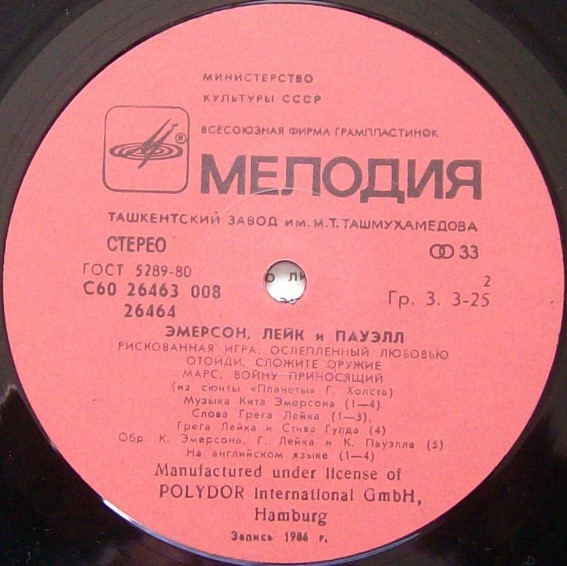 МИНИСТЕРСТВО
КУЛЬТУРЫ СССР
ВСЕСОЮЗНАЯ ФИРМА ГРАМПЛАСТИНОК
®
МЕЛОДИЯ
ТАШКЕНТСКИЙ ЗАВОД ИМ. М.Т. ТАШМУХАМЕДОВА
СТЕРЕО
33
ГОСТ 5289-80
2
С60 26463 008
Гр. 3. 3-25
26464
ЭМЕРСОН, ЛЕЙК и ПАУЭЛЛ
РИСКОВАННАЯ ИГРА. ОСЛЕПЛЕННЫЙ ЛЮБОВЬЮ
ОТОЙДИ, СЛОЖИТЕ ОРУЖИЕ
МАРС, ВОЙНУ ПРИНОСЯЩИЙ
(из сюиты «Планеты» Г. Холста)
Музыка Кита Эмерсона (1—4)
Слова Грега Лейка (1—3),
Грега Лейка и Стива Гулда (4)
Обр. К. Эмерсона, Г. Лейка и К. Пауэлла (5)
На английском языке (1—4)
Manufactured under license of
POLYDOR International GmbH,
Hamburg
Запись 1986 г.